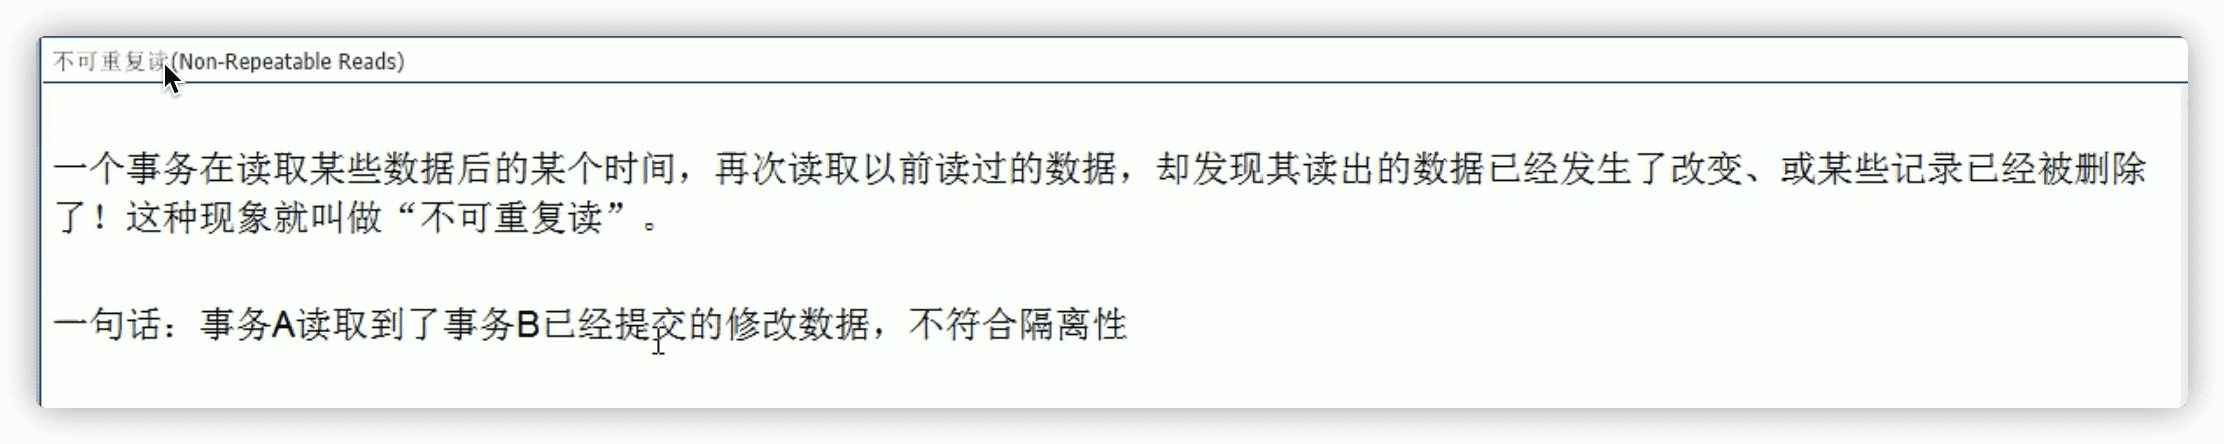 不可重复读(Non-Repeatable Reads)
一个事务在读取某些数据后的某个时间，再次读取以前读过的数据，却发现其读出的数据已经发生了改变、或某些记录已经被删除
了！这种现象就叫做“不可重复读”。
一句话：事务A读取到了事务B已经提交的修改数据，不符合隔离性